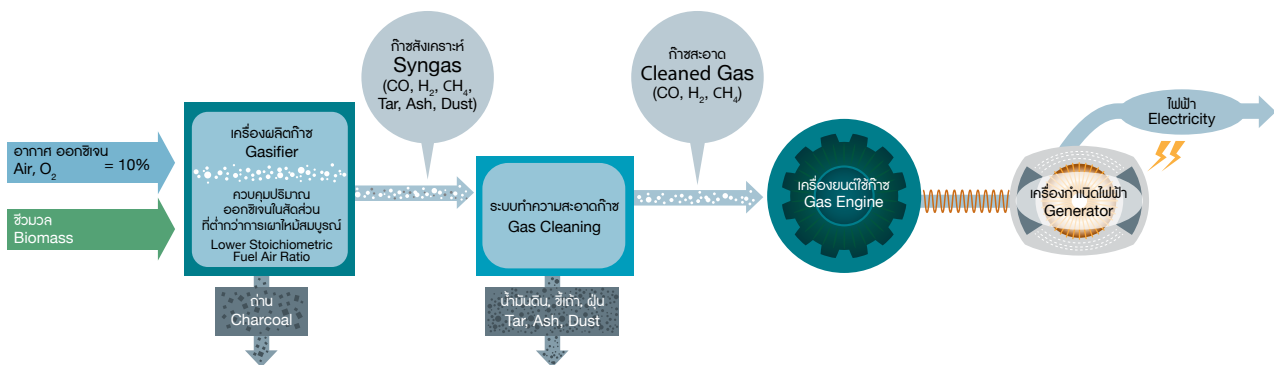 อากาศ ออกซิเจน
Air, O₂ = 10%
ชีวมวล
Biomass
เครื่องผลิตก๊าซ
Gasifier
ควบคุมปริมาณ
ออกซิเจนในสัดส่วน
ที่ต่ำกว่าการเผาไหม้สมบูรณ์
Lower Stoichiometric
Fuel Air Ratio
ถ่าน
Charcoal
ก๊าซสังเคราะห์
Syngas
(CO, H₂, CH₄,
Tar, Ash, Dust)
ระบบทำความสะอาดก๊าซ
Gas Cleaning
น้ำมันดิน, ขี้เถ้า, ฝุ่น
Tar, Ash, Dust
ก๊าซสะอาด
Cleaned Gas
(CO, H₂, CH₄)
เครื่องยนต์ใช้ก๊าซ
Gas Engine
เครื่องกำเนิดไฟฟ้า
Generator
ไฟฟ้า
Electricity